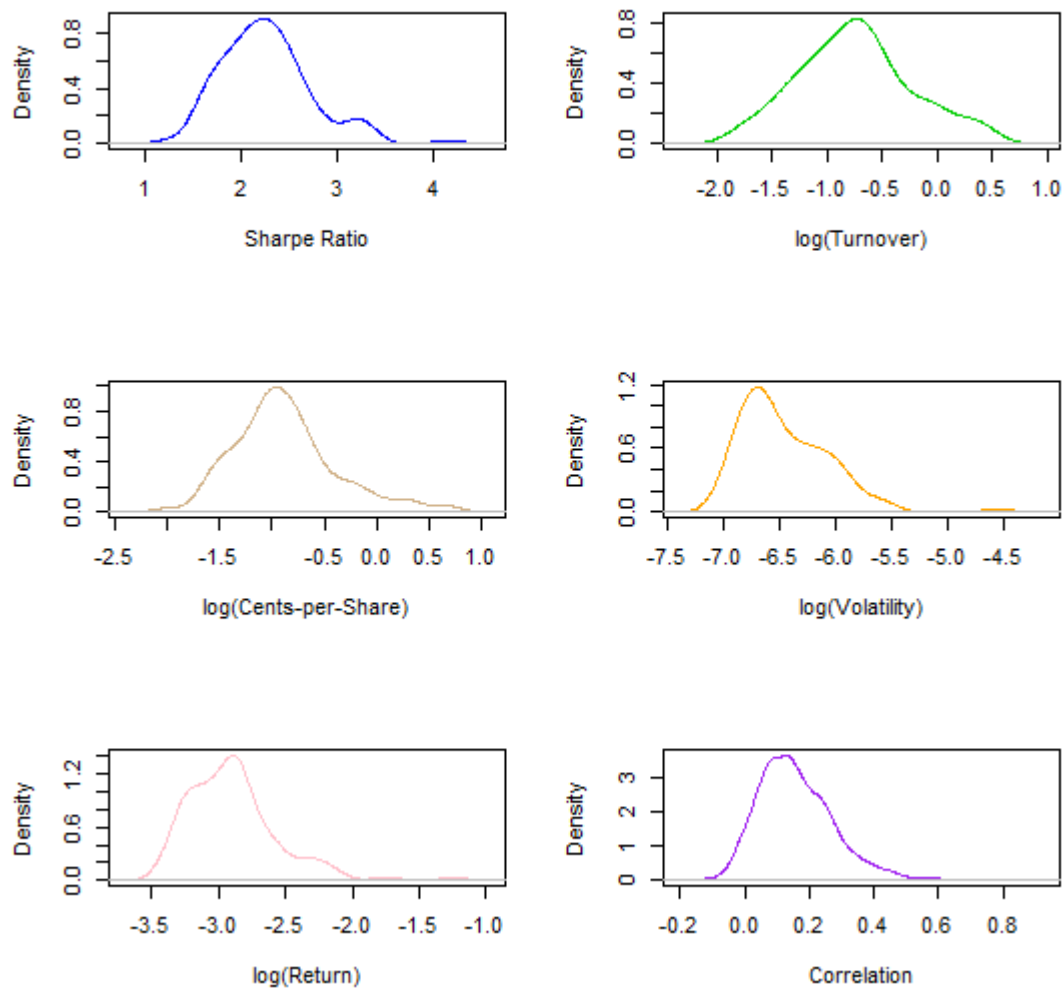 Density
0.0 0.4 0.8
1 2 3 4
Sharpe Ratio
Density
0.0 0.4 0.8
-2.0 -1.5 -1.0 -0.5 0.0 0.5 1.0
log(Turnover)
Density
0.0 0.4 0.8
-2.5 -1.5 -0.5 0.0 0.5 1.0
log(Cents-per-Share)
Density
0.0 0.6 1.2
-7.5 -7.0 -6.5 -6.0 -5.5 -5.0 -4.5
log(Volatility)
Density
0.0 0.6 1.2
-3.5 -3.0 -2.5 -2.0 -1.5 -1.0
log(Return)
Density
0 1 2 3
-0.2 0.0 0.2 0.4 0.6 0.8
Correlation